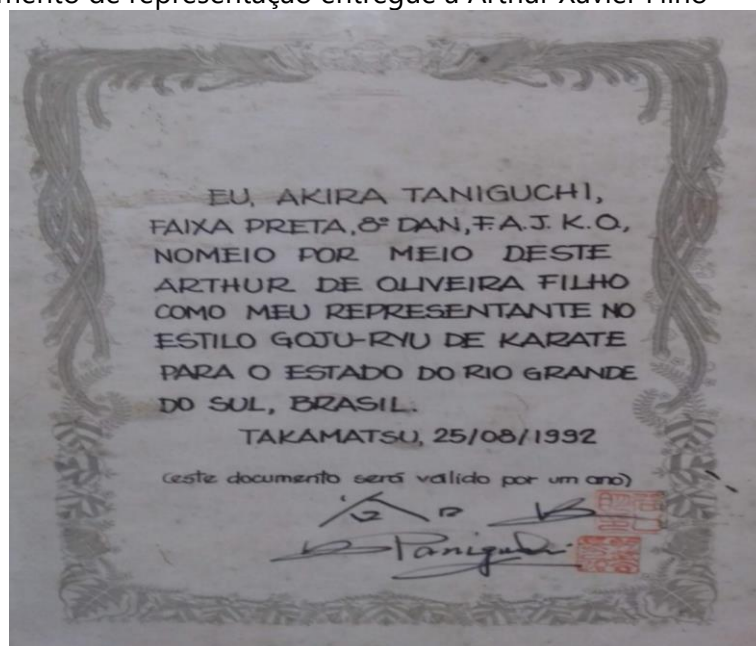 mento de representação entregue a Arthur Xavier Filho
EU, AKIRA TANIGUCHI,
FAIXA PRETA, 8º DAN, F.A.J.K.O,
NOMEIO POR MEIO DESTE
ARTHUR DE OLIVEIRA FILHO
COMO MEU REPRESENTANTE NO
ESTILO GOJU-RYU DE KARATE
PARA O ESTADO DO RIO GRANDE
DO SUL, BRASIL.
TAKAMATSU, 25/08/1992
(este documento será valido por um ano)
Taniguchi